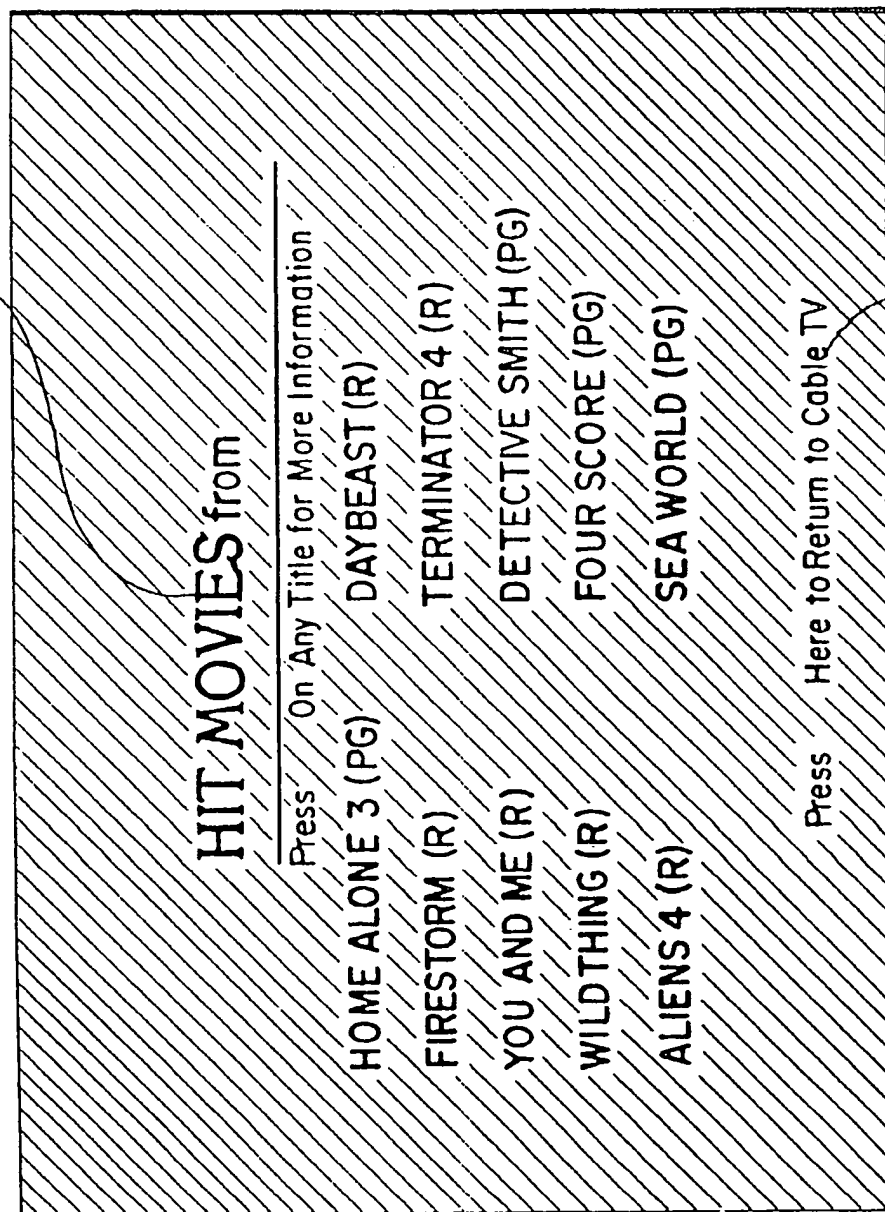 HIT MOVIES from
Press On Any Title for More Information
HOME ALONE 3 (PG) DAYBEAST (R)
FIRESTORM (R) TERMINATOR 4 (R)
YOU AND ME (R) DETECTIVE SMITH (PG)
WILD THING (R) FOUR SCORE (PG)
ALIENS 4 (R) SEA WORLD (PG)
Press Here to Return to Cable TV